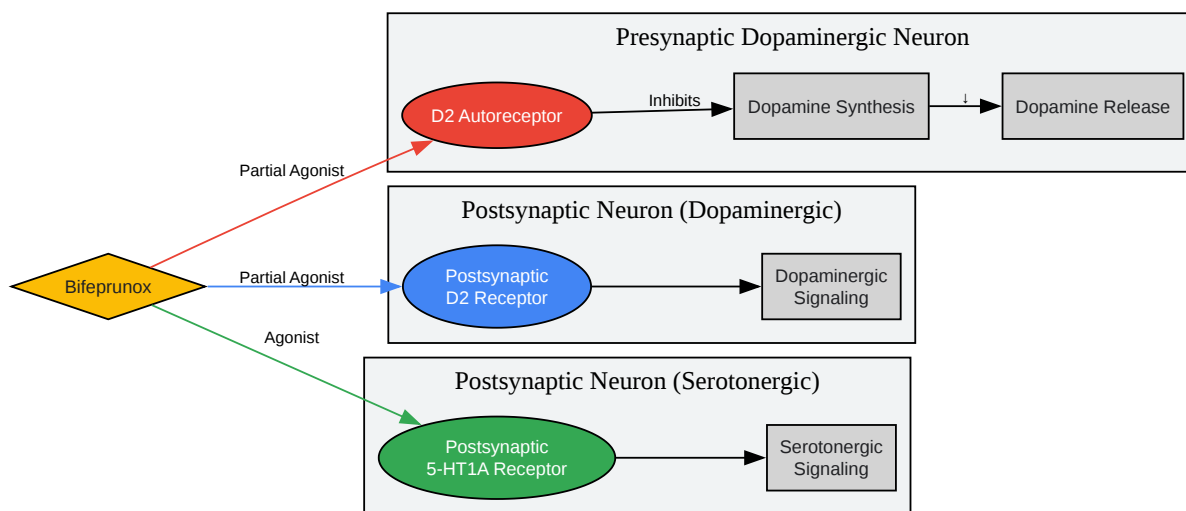 Presynaptic Dopaminergic Neuron
D2 Autoreceptor
Inhibits
Dopamine Synthesis
↓
Dopamine Release
Partial Agonist
Postsynaptic Neuron (Dopaminergic)
Bifeprunox
Partial Agonist
Postsynaptic
D2 Receptor
Dopaminergic
Signaling
Agonist
Postsynaptic Neuron (Serotonergic)
Postsynaptic
5-HT1A Receptor
Serotonergic
Signaling